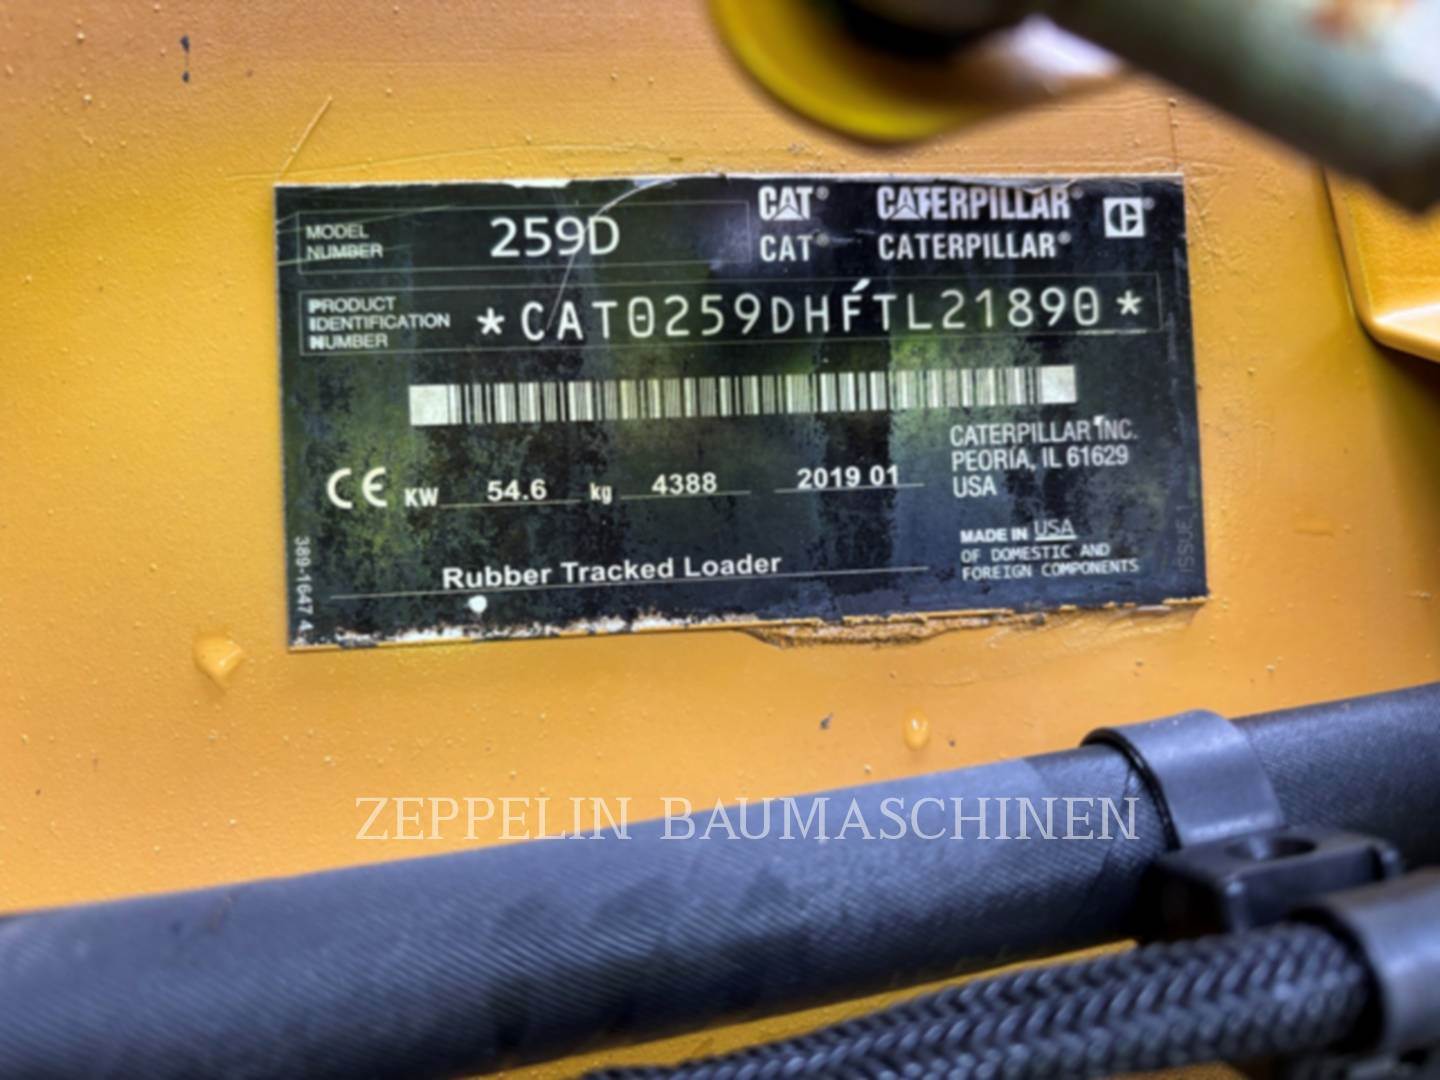 MODEL NUMBER 259D
CAT® CATERPILLAR®
CAT® CATERPILLAR®
PRODUCT IDENTIFICATION NUMBER *CAT0259DHFTL21890*
CATERPILLAR INC.
PEORIA, IL 61629
USA
CE KW 54.6 kg 4388 2019 01
MADE IN USA
OF DOMESTIC AND
FOREIGN COMPONENTS
Rubber Tracked Loader
389-1647 4
ISSUE 1
ZEPPELIN BAUMASCHINEN